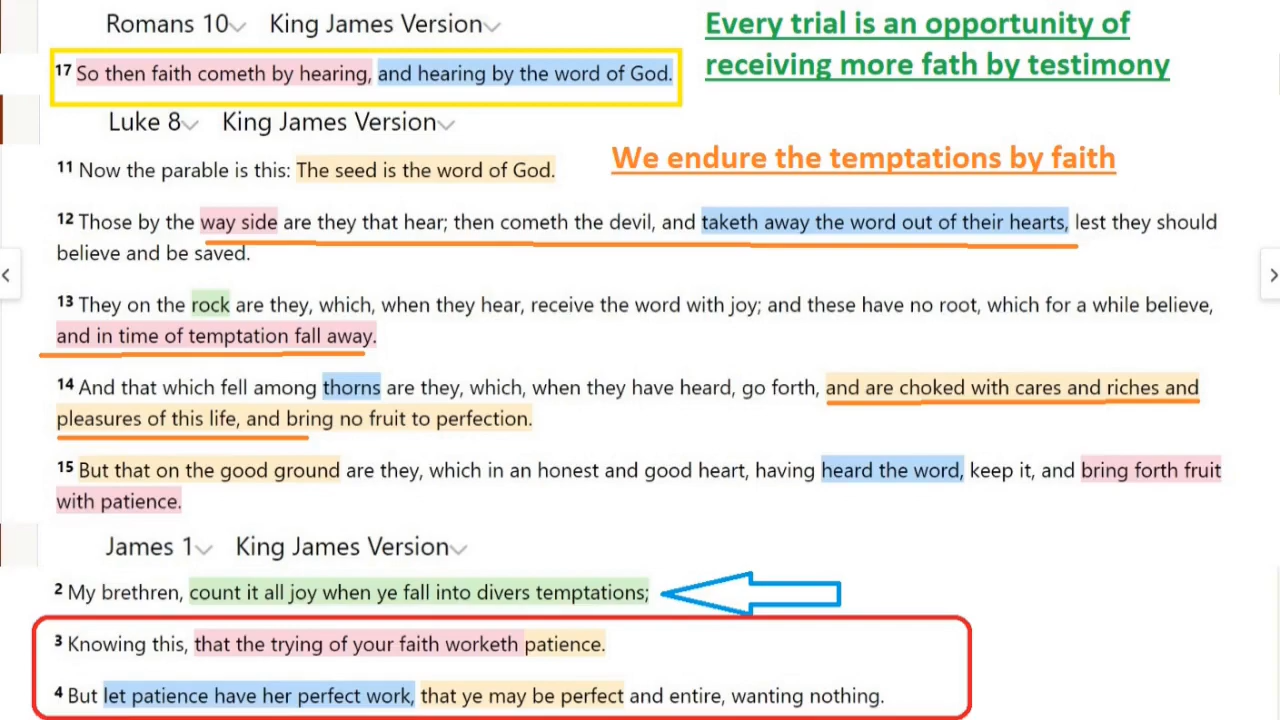 Romans 10 King James Version
Every trial is an opportunity of
receiving more fath by testimony
17 So then faith cometh by hearing, and hearing by the word of God.
Luke 8 King James Version
We endure the temptations by faith
11 Now the parable is this: The seed is the word of God.
12 Those by the way side are they that hear; then cometh the devil, and taketh away the word out of their hearts, lest they should
believe and be saved.
13 They on the rock are they, which, when they hear, receive the word with joy; and these have no root, which for a while believe,
and in time of temptation fall away.
14 And that which fell among thorns are they, which, when they have heard, go forth, and are choked with cares and riches and
pleasures of this life, and bring no fruit to perfection.
15 But that on the good ground are they, which in an honest and good heart, having heard the word, keep it, and bring forth fruit
with patience.
James 1 King James Version
2 My brethren, count it all joy when ye fall into divers temptations;
3 Knowing this, that the trying of your faith worketh patience.
4 But let patience have her perfect work, that ye may be perfect and entire, wanting nothing.